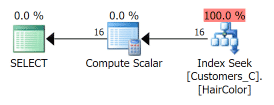 0.0 %
0.0 %
100.0 %
16
16
SELECT
Compute Scalar
Index Seek
[Customers_C].
[HairColor]